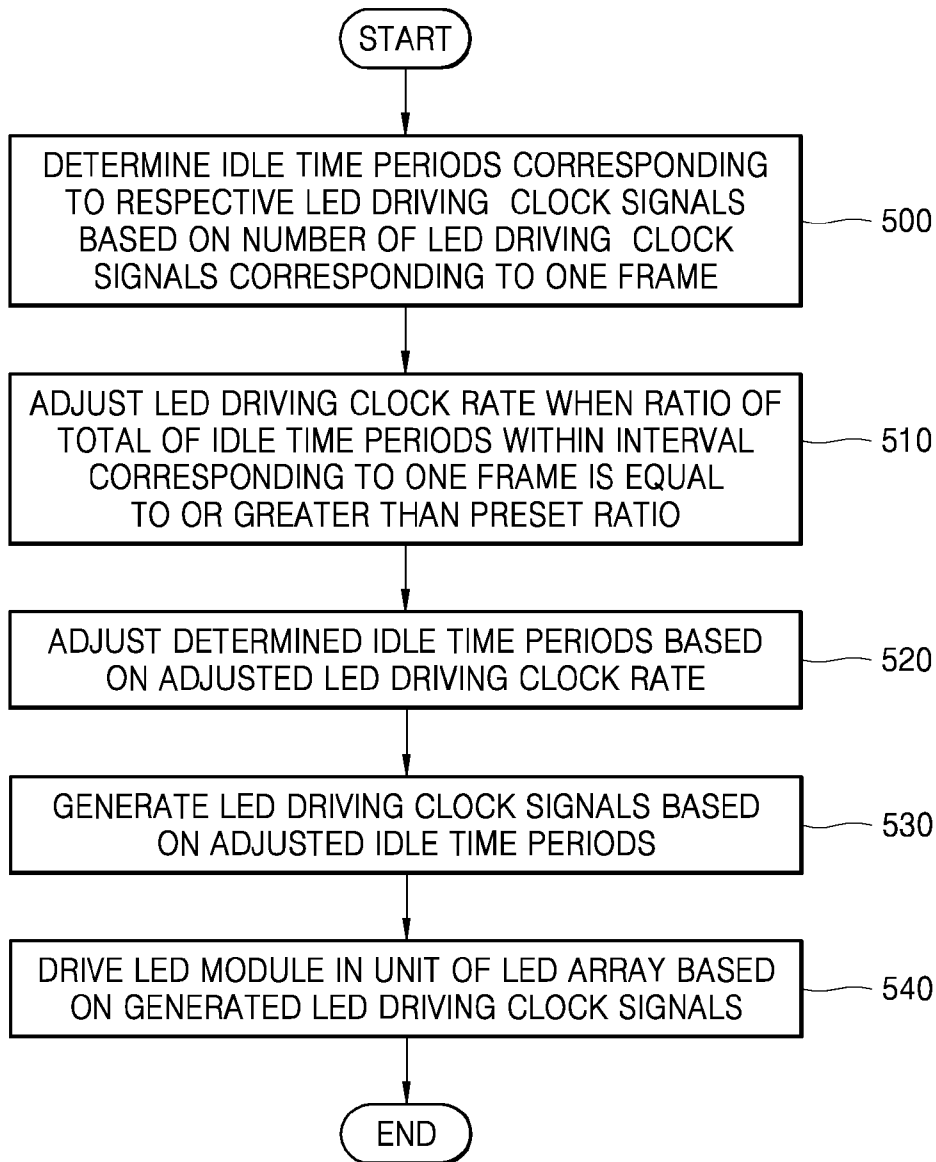 START
DETERMINE IDLE TIME PERIODS CORRESPONDING
TO RESPECTIVE LED DRIVING CLOCK SIGNALS
BASED ON NUMBER OF LED DRIVING CLOCK
SIGNALS CORRESPONDING TO ONE FRAME
500
ADJUST LED DRIVING CLOCK RATE WHEN RATIO OF
TOTAL OF IDLE TIME PERIODS WITHIN INTERVAL
CORRESPONDING TO ONE FRAME IS EQUAL
TO OR GREATER THAN PRESET RATIO
510
ADJUST DETERMINED IDLE TIME PERIODS BASED
ON ADJUSTED LED DRIVING CLOCK RATE
520
GENERATE LED DRIVING CLOCK SIGNALS BASED
ON ADJUSTED IDLE TIME PERIODS
530
DRIVE LED MODULE IN UNIT OF LED ARRAY BASED
ON GENERATED LED DRIVING CLOCK SIGNALS
540
END